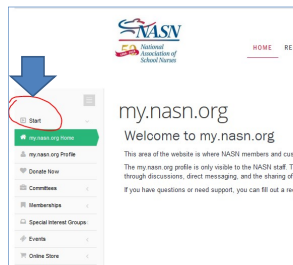 NASN
50
National
Association of
School Nurses
HOME RE
Start
my.nasn.org Home
my.nasn.org Profile
Donate Now
Committees
Memberships
Special Interest Groups
Events
Online Store
my.nasn.org
Welcome to my.nasn.org
This area of the website is where NASN members and cus
The my.nasn.org profile is only visible to the NASN staff. T
through discussions, direct messaging, and the sharing of
If you have questions or need support, you can fill out a re